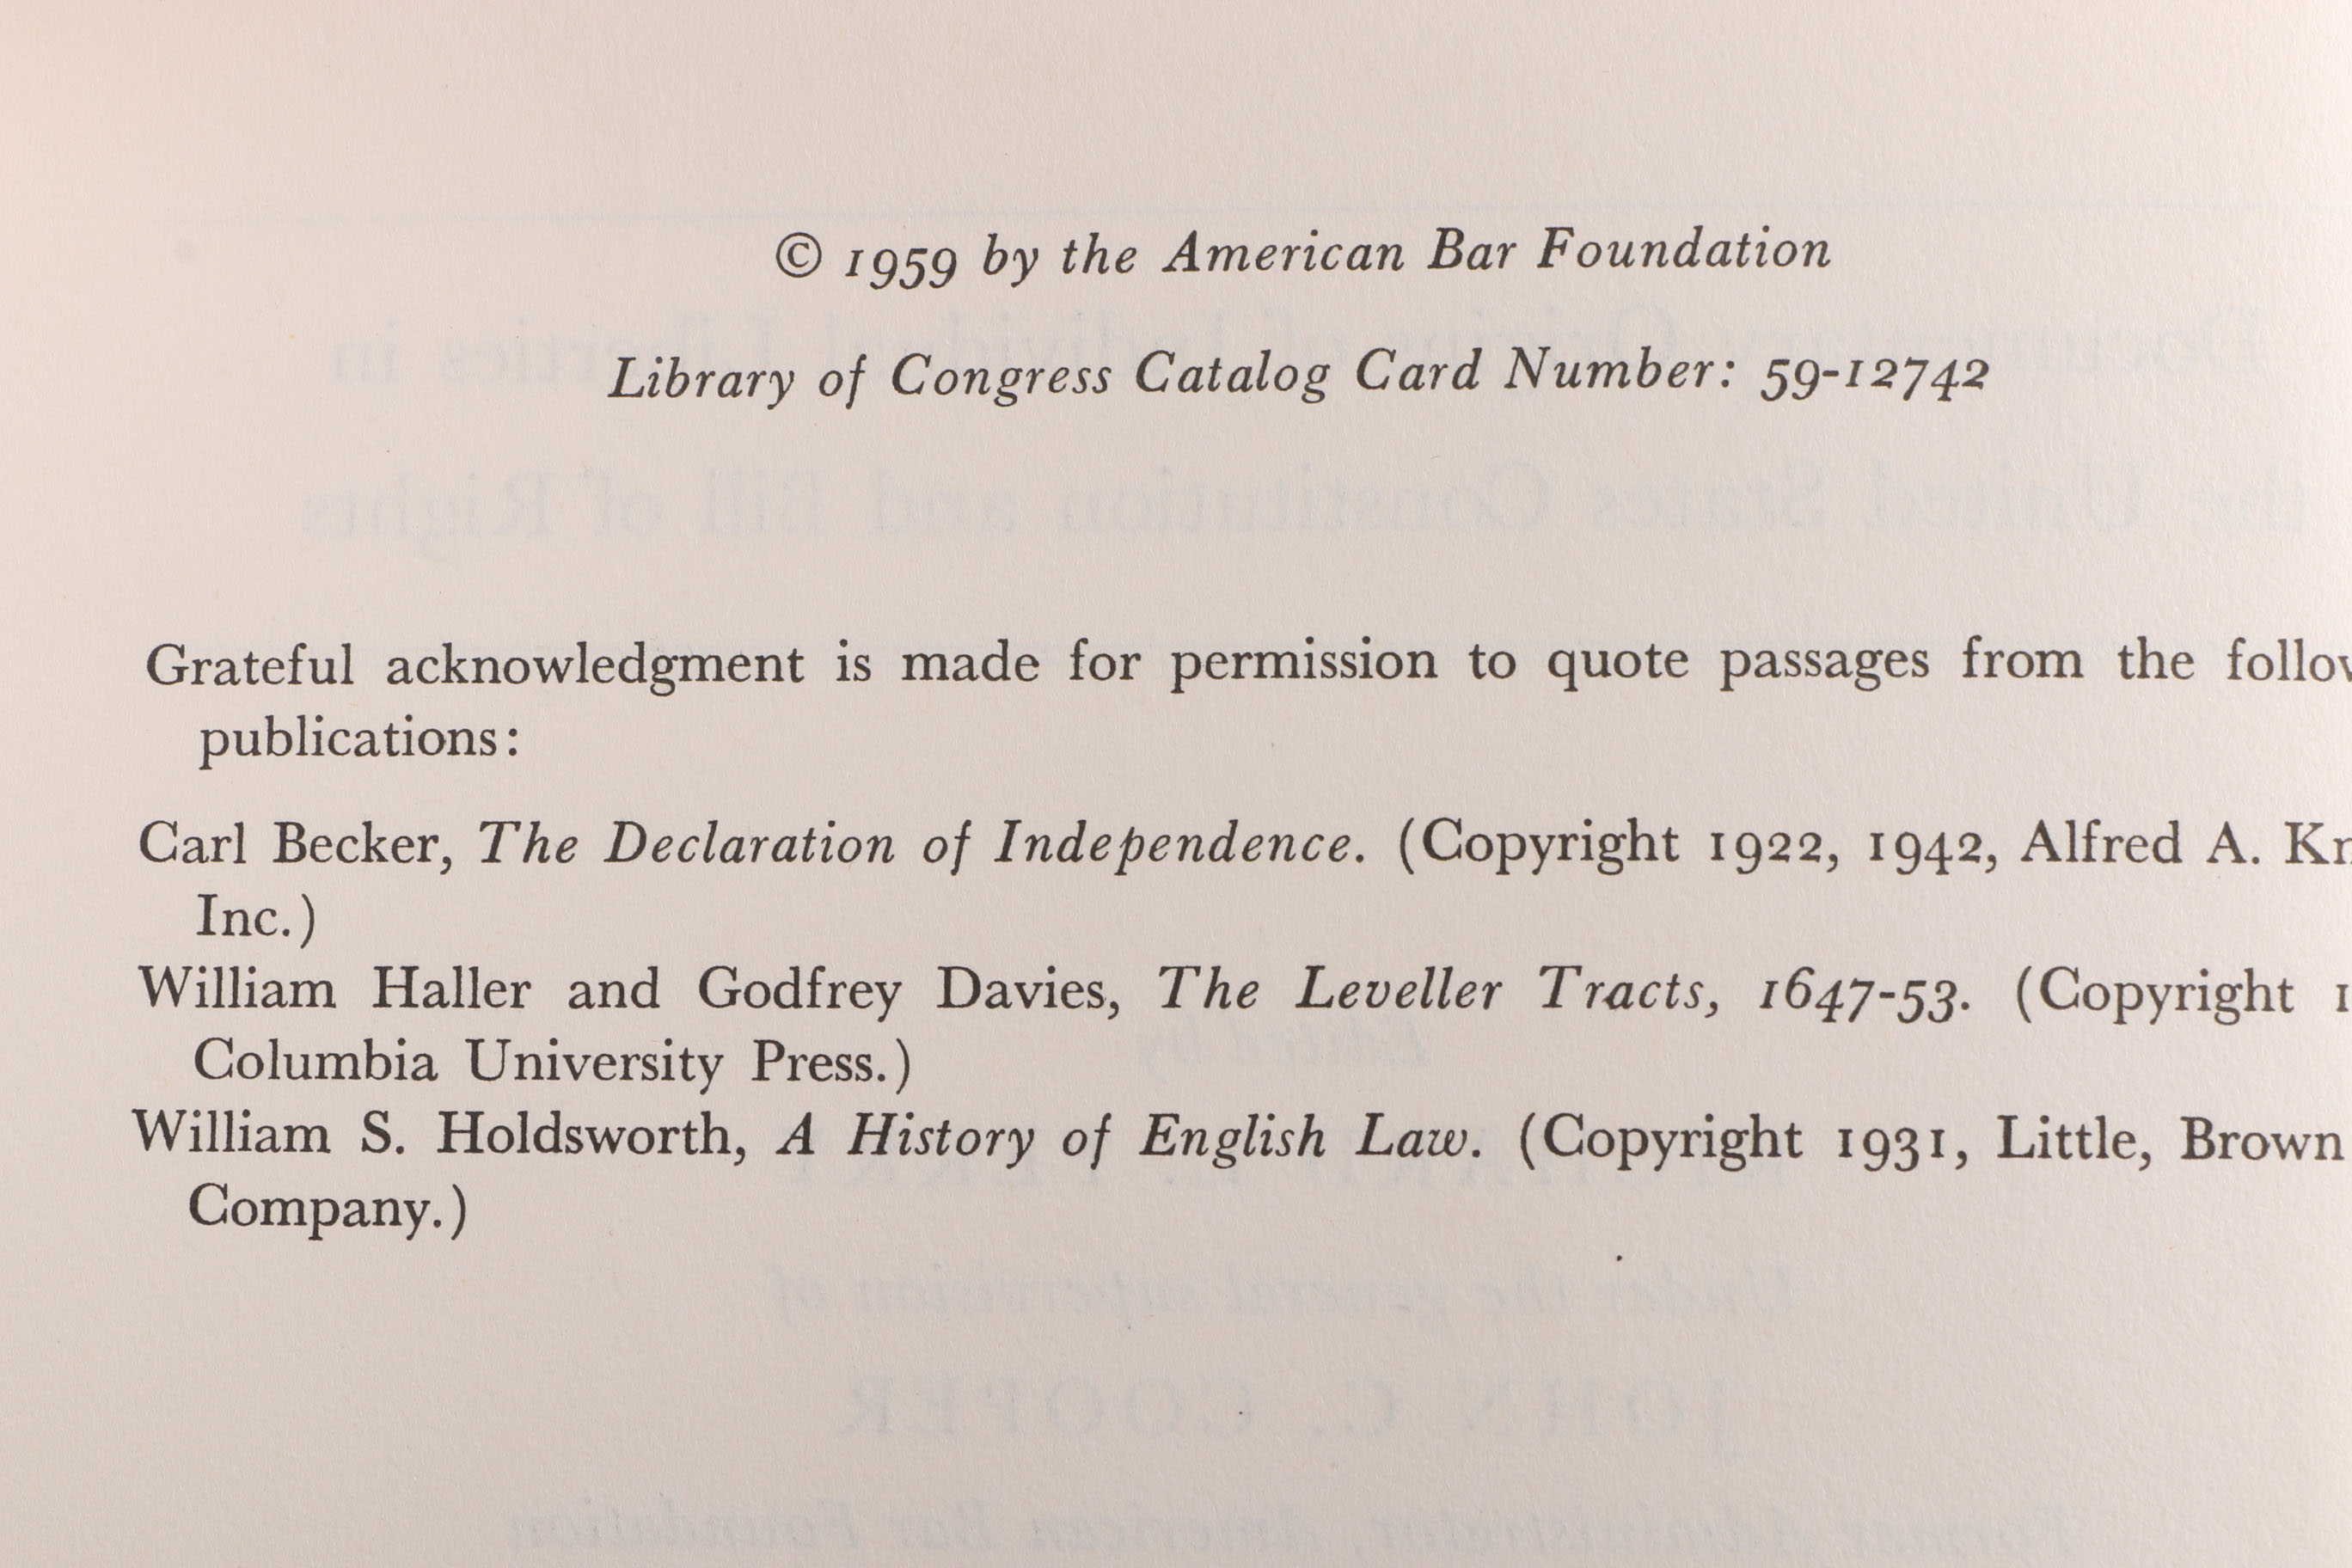 © 1959 by the American Bar Foundation
Library of Congress Catalog Card Number: 59-12742
Grateful acknowledgment is made for permission to quote passages from the
publications:
Carl Becker, The Declaration of Independence. (Copyright 1922, 1942, Alfred A.
Inc.)
William Haller and Godfrey Davies, The Leveller Tracts, 1647-53. (Copyright
Columbia University Press.)
William S. Holdsworth, A History of English Law. (Copyright 1931, Little, Brown
Company.)